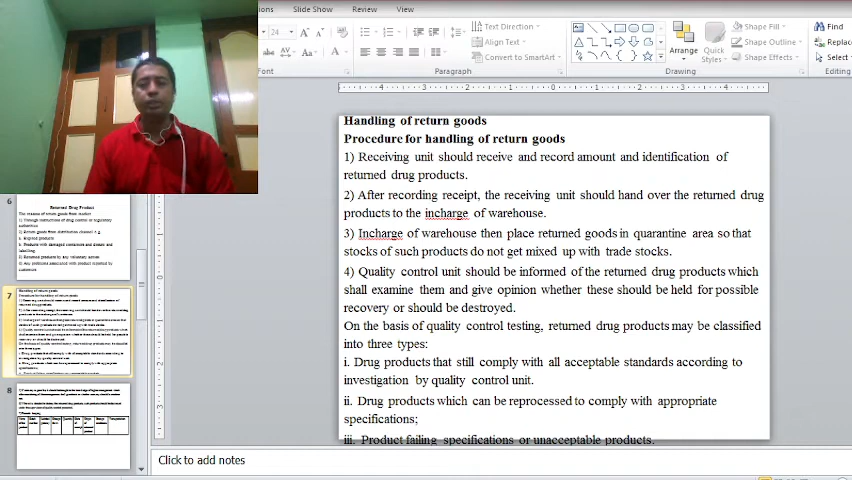 Transitions
Slide Show
Review
View
24
Text Direction
Align Text
Convert to SmartArt
Arrange
Quick
Styles
Shape Fill
Shape Outline
Shape Effects
Find
Replace
Select
Font
Paragraph
Drawing
Editing
6
Returned Drug Product
7
8
Handling of return goods
Procedure for handling of return goods
1) Receiving unit should receive and record amount and identification of
returned drug products.
2) After recording receipt, the receiving unit should hand over the returned drug
products to the incharge of warehouse.
3) Incharge of warehouse then place returned goods in quarantine area so that
stocks of such products do not get mixed up with trade stocks.
4) Quality control unit should be informed of the returned drug products which
shall examine them and give opinion whether these should be held for possible
recovery or should be destroyed.
On the basis of quality control testing, returned drug products may be classified
into three types:
i. Drug products that still comply with all acceptable standards according to
investigation by quality control unit.
ii. Drug products which can be reprocessed to comply with appropriate
specifications;
iii. Product failing specifications or unacceptable products.
Click to add notes